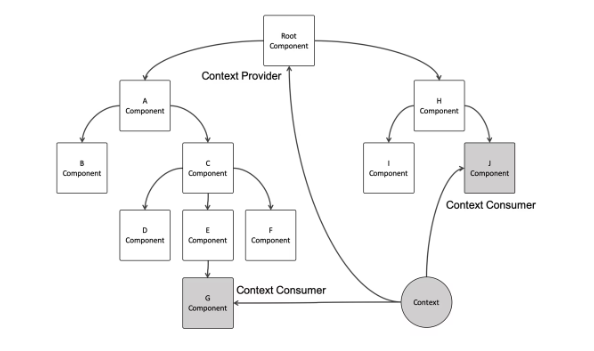 Root
Component
Context Provider
A
Component
H
Component
B
Component
C
Component
I
Component
J
Component
Context Consumer
D
Component
E
Component
F
Component
G
Component
Context Consumer
Context